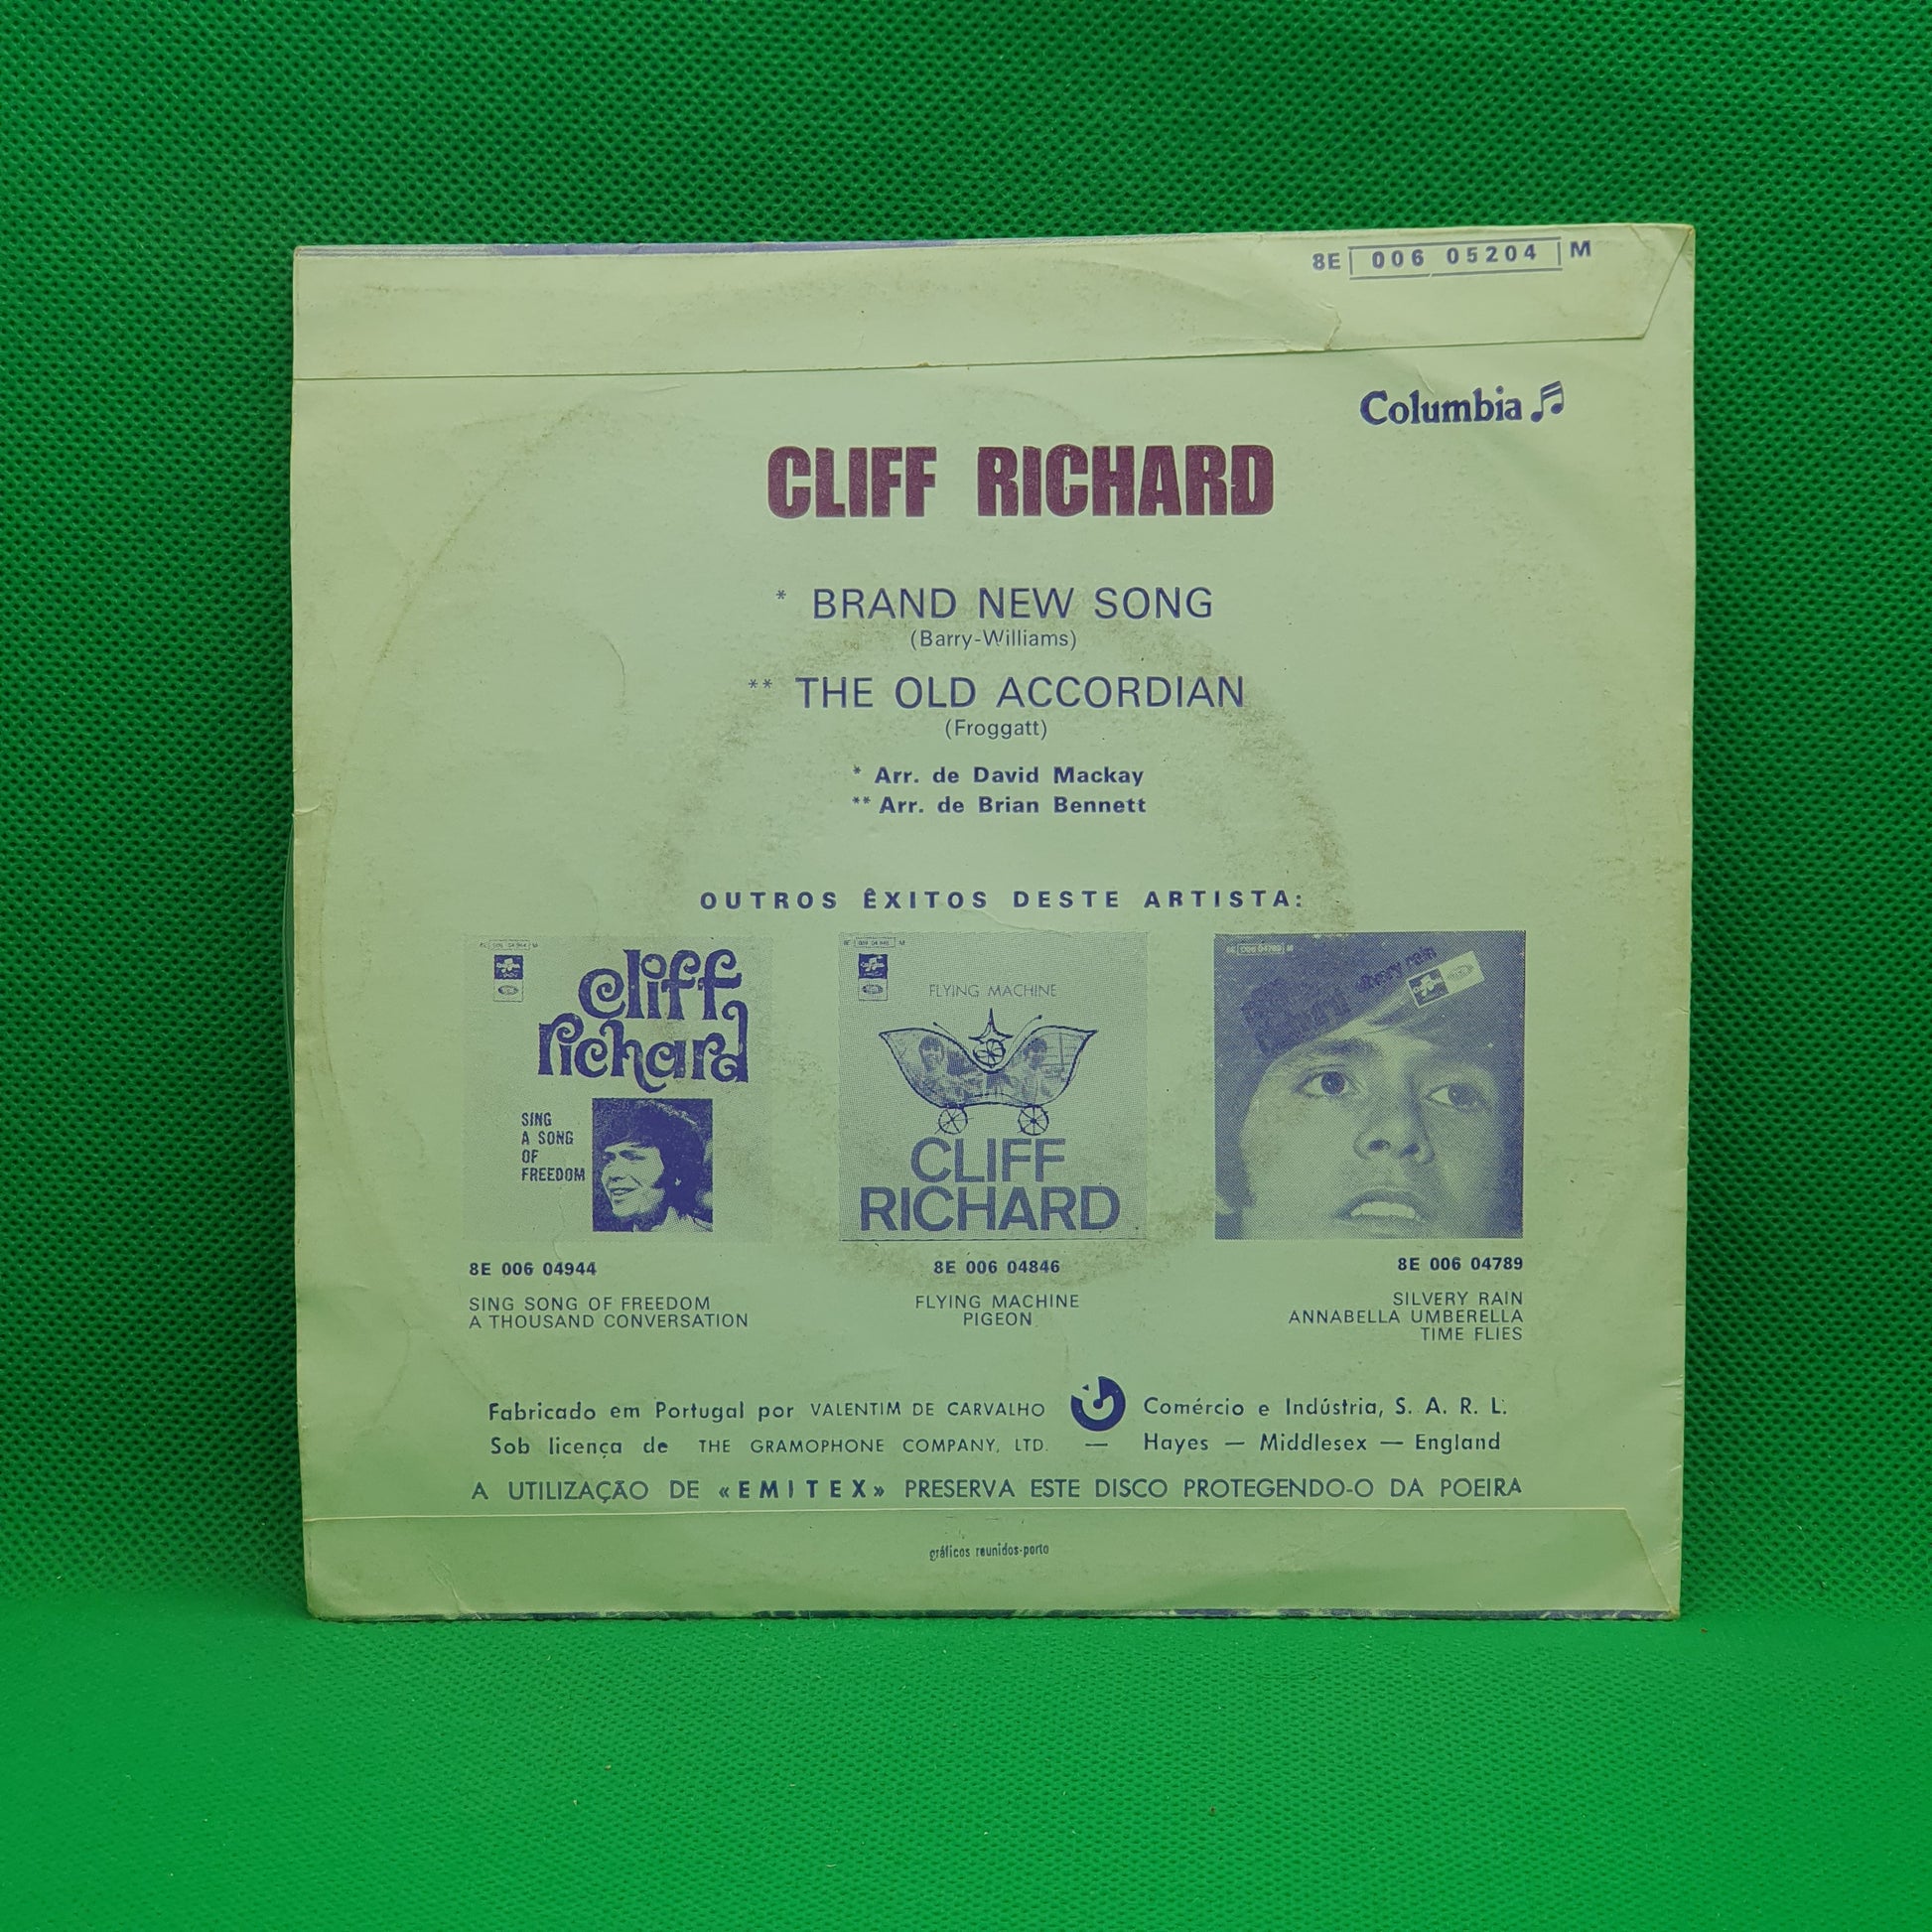 8E 006 05204 M
Columbia
CLIFF RICHARD
* BRAND NEW SONG
(Barry-Williams)
** THE OLD ACCORDIAN
(Froggatt)
* Arr. de David Mackay
** Arr. de Brian Bennett
OUTROS ÊXITOS DESTE ARTISTA:
cliff
richard
SING
A SONG
OF
FREEDOM
8E 006 04944
SING SONG OF FREEDOM
A THOUSAND CONVERSATION
FLYING MACHINE
CLIFF
RICHARD
8E 006 04846
FLYING MACHINE
PIGEON
silvery rain
8E 006 04789
SILVERY RAIN
ANNABELLA UMBERELLA
TIME FLIES
Fabricado em Portugal por VALENTIM DE CARVALHO Comércio e Indústria, S. A. R. L.
Sob licença de THE GRAMOPHONE COMPANY, LTD. — Hayes — Middlesex — England
A UTILIZAÇÃO DE «EMITEX» PRESERVA ESTE DISCO PROTEGENDO-O DA POEIRA
gráficos reunidos-porto